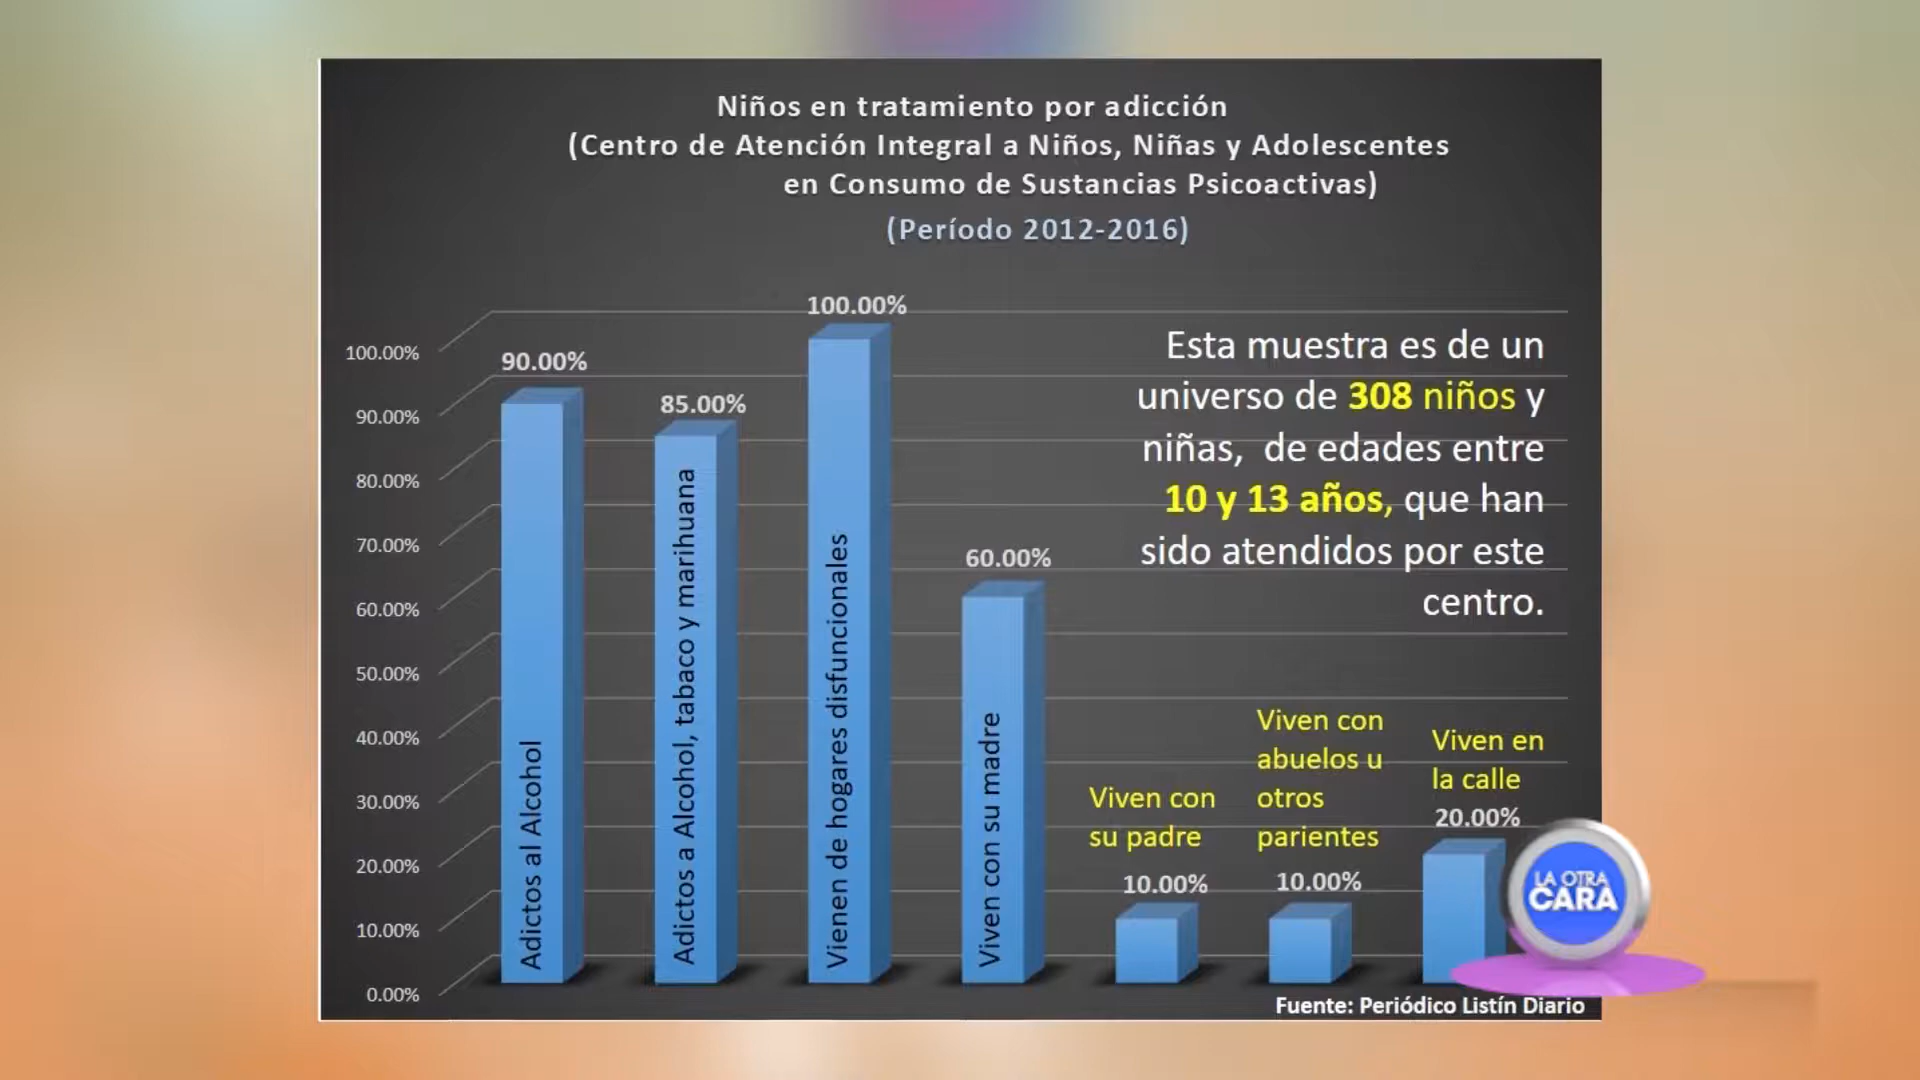 Niños en tratamiento por adicción
(Centro de Atención Integral a Niños, Niñas y Adolescentes
en Consumo de Sustancias Psicoactivas)
(Período 2012-2016)
100.00%
90.00%
80.00%
70.00%
60.00%
50.00%
40.00%
30.00%
20.00%
10.00%
0.00%
90.00%
Adictos al Alcohol
85.00%
Adictos a Alcohol, tabaco y marihuana
100.00%
Vienen de hogares disfuncionales
60.00%
Viven con su madre
Viven con
su padre
10.00%
Viven con
abuelos u
otros
parientes
10.00%
Viven en
la calle
20.00%
Esta muestra es de un
universo de 308 niños y
niñas, de edades entre
10 y 13 años, que han
sido atendidos por este
centro.
LA OTRA
CARA
Fuente: Periódico Listín Diario